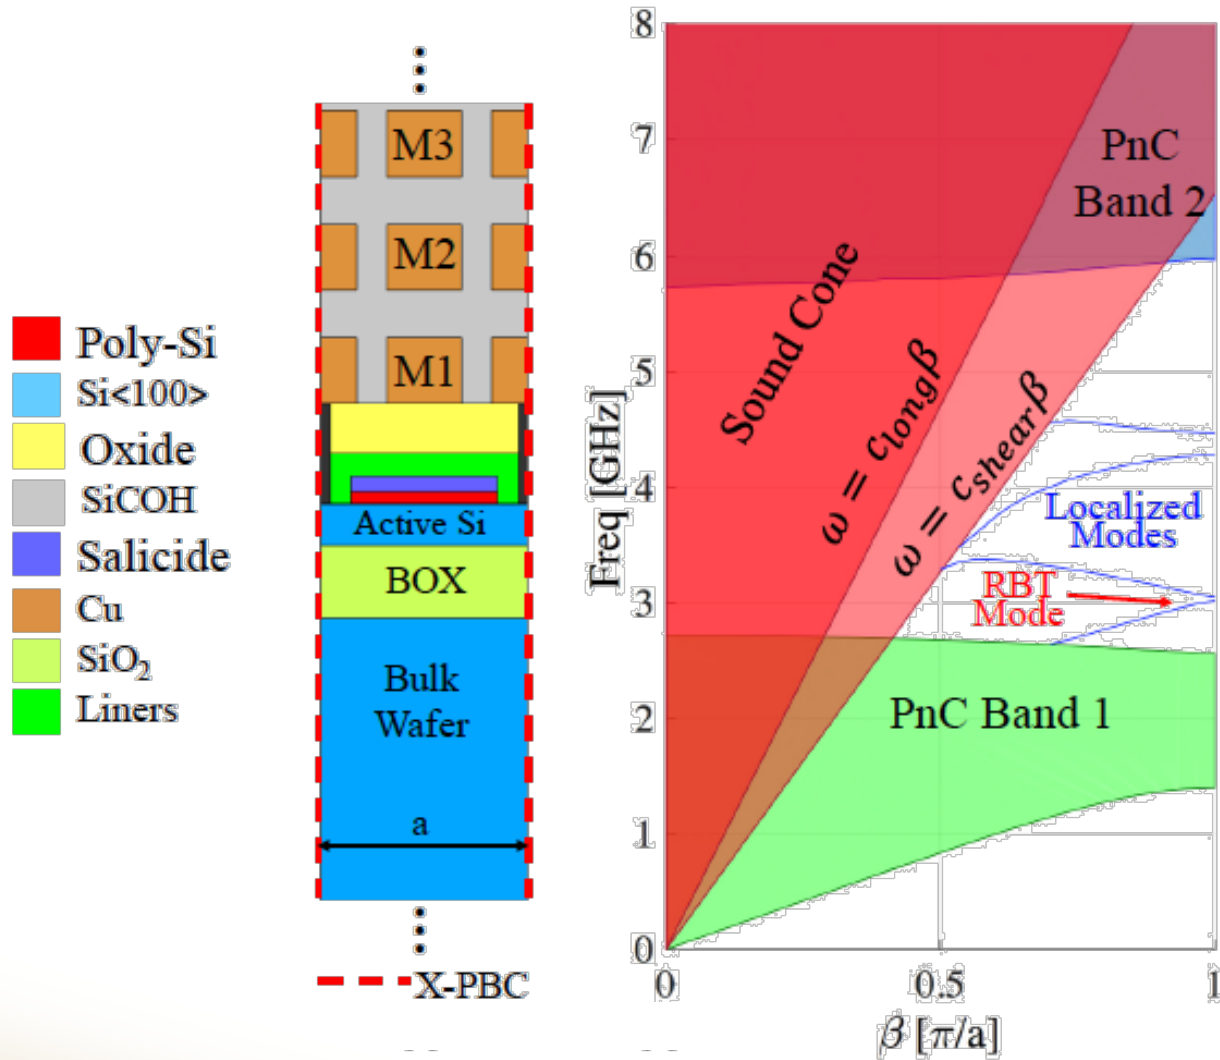 Poly-Si
Si<100>
Oxide
SiCOH
Salicide
Cu
SiO₂
Liners
M3
M2
M1
Active Si
BOX
Bulk
Wafer
a
X-PBC
Freq [GHz]
8
7
6
5
4
3
2
1
0
0
0.5
1
β [π/a]
Sound Cone
ω = c_long β
ω = c_shear β
PnC
Band 2
Localized
Modes
RBT
Mode
PnC Band 1